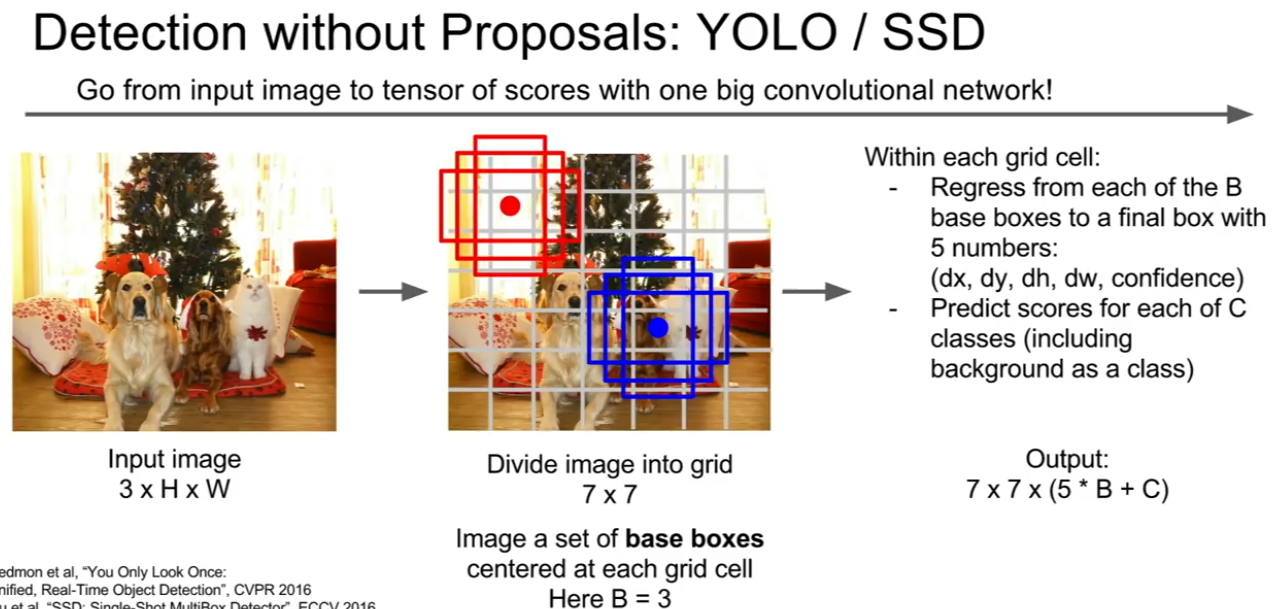 Detection without Proposals: YOLO / SSD
Go from input image to tensor of scores with one big convolutional network!
Input image
3 x H x W
Divide image into grid
7 x 7
Image a set of base boxes
centered at each grid cell
Here B = 3
Within each grid cell:
- Regress from each of the B
base boxes to a final box with
5 numbers:
(dx, dy, dh, dw, confidence)
- Predict scores for each of C
classes (including
background as a class)
Output:
7 x 7 x (5 * B + C)
edmon et al, “You Only Look Once:
nified, Real-Time Object Detection”, CVPR 2016
u et al, “SSD: Single-Shot MultiBox Detector”, ECCV 2016